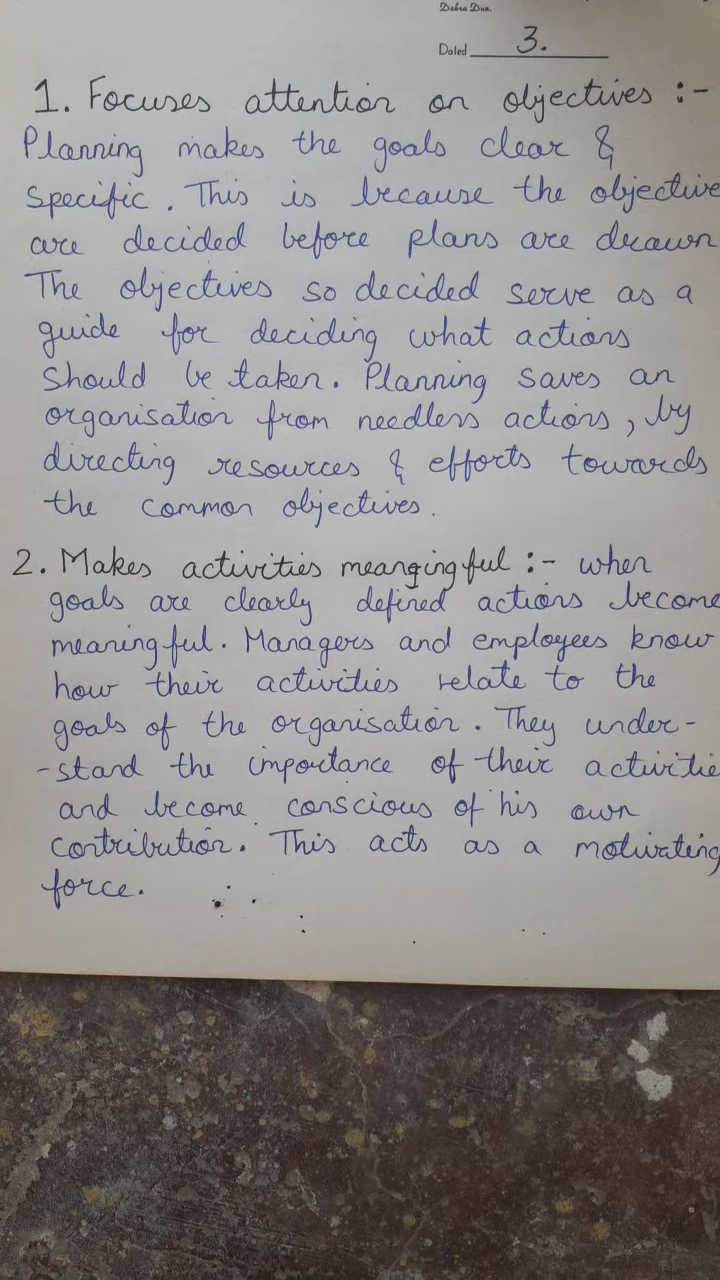 Dehra Dun.
Dated 3.
1. Focuses attention on objectives :-
Planning makes the goals clear &
Specific. This is because the objective
are decided before plans are drawn
The objectives so decided serve as a
guide for deciding what actions
should be taken. Planning saves an
organisation from needless actions, by
directing resources & efforts towards
the common objectives.
2. Makes activities meangingful :- when
goals are clearly defined actions become
meaningful. Managers and employees know
how their activities relate to the
goals of the organisation. They under-
-stand the importance of their activitie
and become conscious of his own
contribution. This acts as a motivating
force.